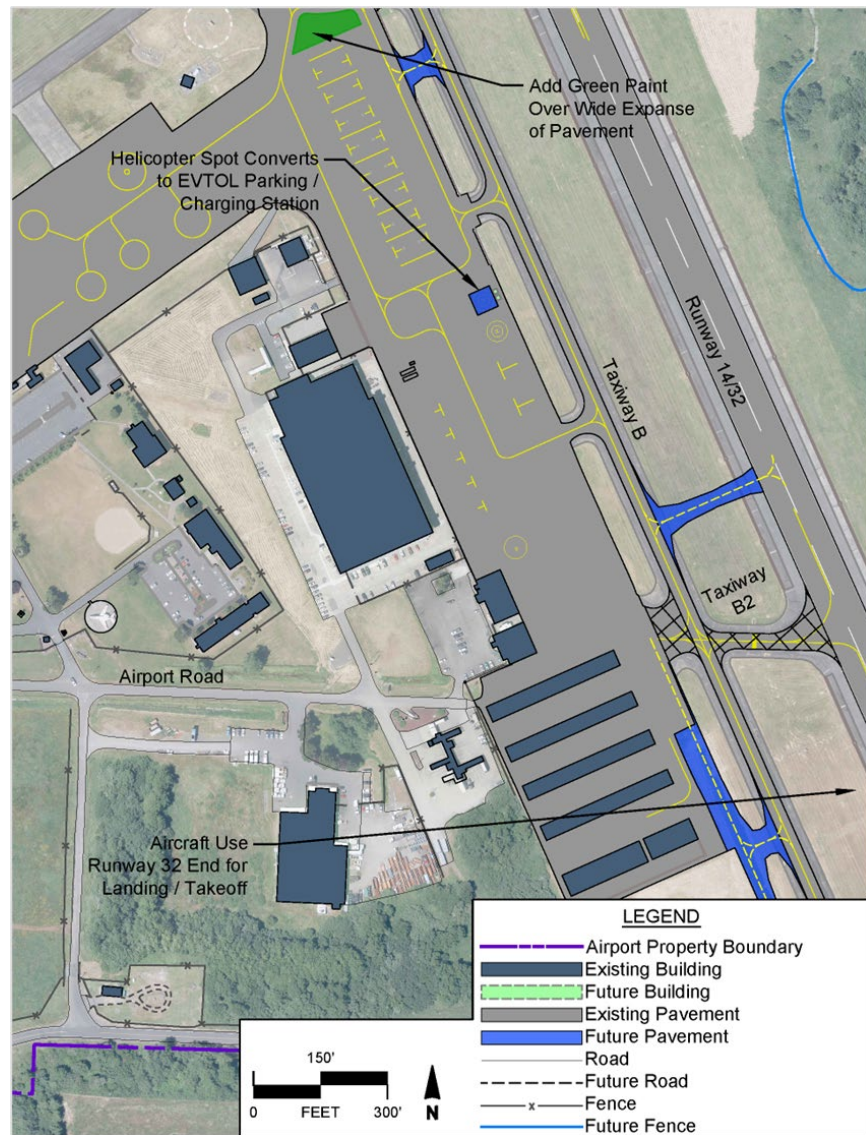 Add Green Paint
Over Wide Expanse
of Pavement
Helicopter Spot Converts
to EVTOL Parking /
Charging Station
Runway 14/32
Taxiway B
Taxiway
B2
Airport Road
Aircraft Use
Runway 32 End for
Landing / Takeoff
LEGEND
Airport Property Boundary
Existing Building
Future Building
Existing Pavement
Future Pavement
Road
Future Road
Fence
Future Fence
150'
0 FEET 300'
N